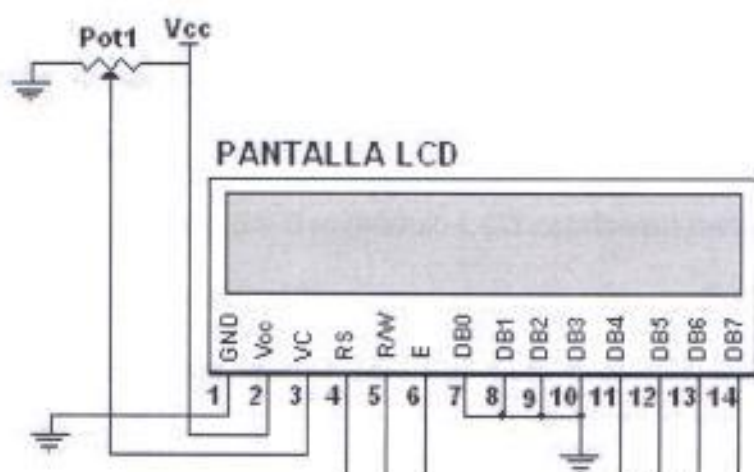 Pot1 Vcc
PANTALLA LCD
GND Vcc VC RS R/W E DB0 DB1 DB2 DB3 DB4 DB5 DB6 DB7
1 2 3 4 5 6 7 8 9 10 11 12 13 14